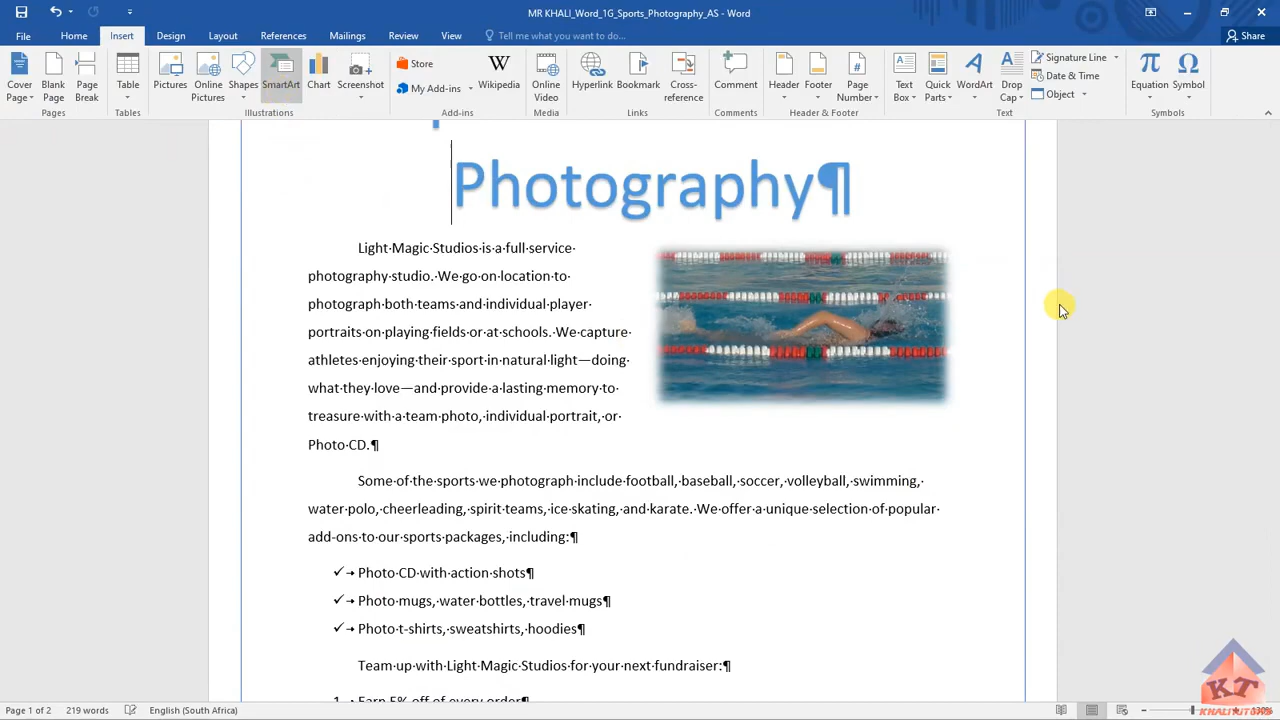 MR KHALI_Word_1G_Sports_Photography_AS - Word
File Home Insert Design Layout References Mailings Review View Tell me what you want to do... Share
Cover Page Blank Page Page Break Table Pictures Online Pictures Shapes SmartArt Chart Screenshot Store My Add-ins Wikipedia Online Video Hyperlink Bookmark Cross-reference Comment Header Footer Page Number Text Box Quick Parts WordArt Drop Cap Signature Line Date & Time Object Equation Symbol
Pages Tables Illustrations Add-ins Media Links Comments Header & Footer Text Symbols
Photography¶
Light·Magic·Studios·is·a·full·service·
photography·studio.·We·go·on·location·to·
photograph·both·teams·and·individual·player·
portraits·on·playing·fields·or·at·schools.·We·capture·
athletes·enjoying·their·sport·in·natural·light—doing·
what·they·love—and·provide·a·lasting·memory·to·
treasure·with·a·team·photo,·individual·portrait,·or·
Photo·CD.¶
Some·of·the·sports·we·photograph·include·football,·baseball,·soccer,·volleyball,·swimming,·
water·polo,·cheerleading,·spirit·teams,·ice·skating,·and·karate.·We·offer·a·unique·selection·of·popular·
add-ons·to·our·sports·packages,·including:¶
✓→Photo·CD·with·action·shots¶
✓→Photo·mugs,·water·bottles,·travel·mugs¶
✓→Photo·t-shirts,·sweatshirts,·hoodies¶
Team·up·with·Light·Magic·Studios·for·your·next·fundraiser:¶
1.→Earn·5%·off·of·every·order¶
Page 1 of 2 219 words English (South Africa)
KT
KHALITUTORS